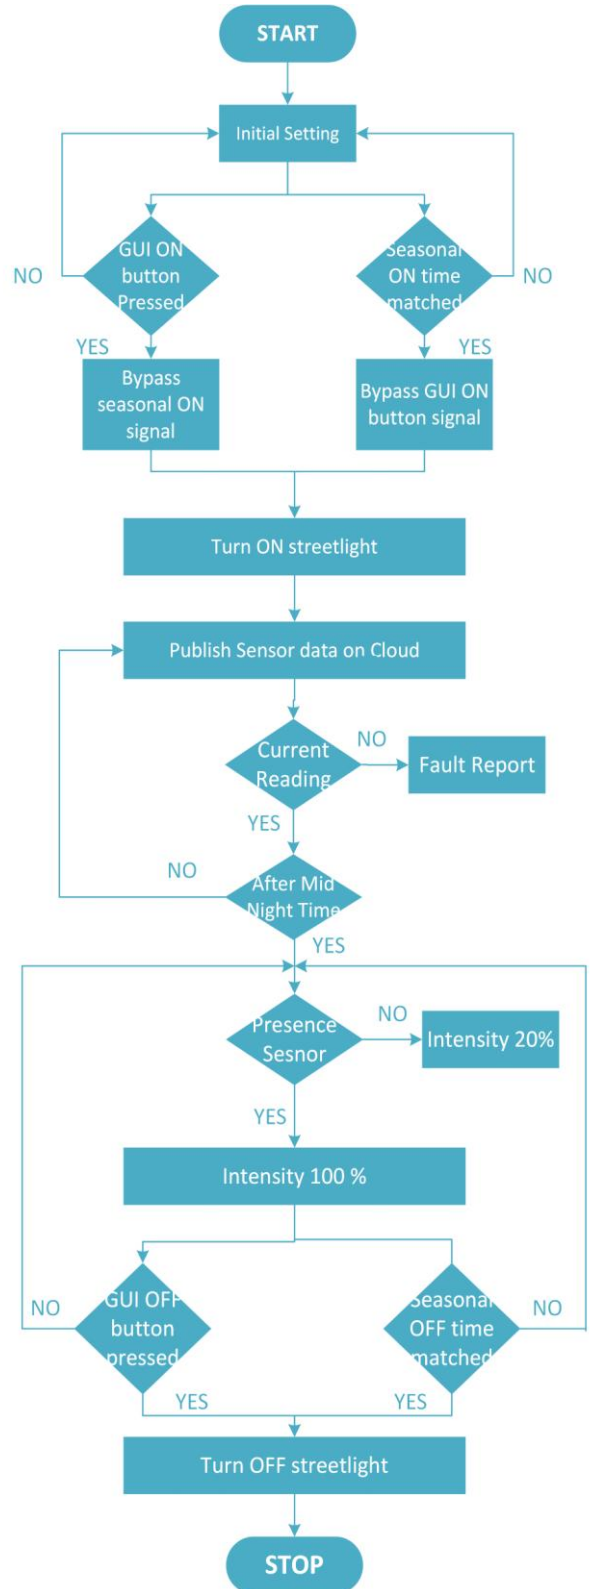 START
Initial Setting
GUI ON
button
Pressed
NO
YES
Seasonal
ON time
matched
NO
YES
Bypass
seasonal ON
signal
Bypass GUI ON
button signal
Turn ON streetlight
Publish Sensor data on Cloud
Current
Reading
NO
Fault Report
YES
NO
After Mid
Night Time
YES
Presence
Sesnor
NO
Intensity 20%
YES
Intensity 100 %
NO
GUI OFF
button
pressed
YES
Seasonal
OFF time
matched
NO
YES
Turn OFF streetlight
STOP